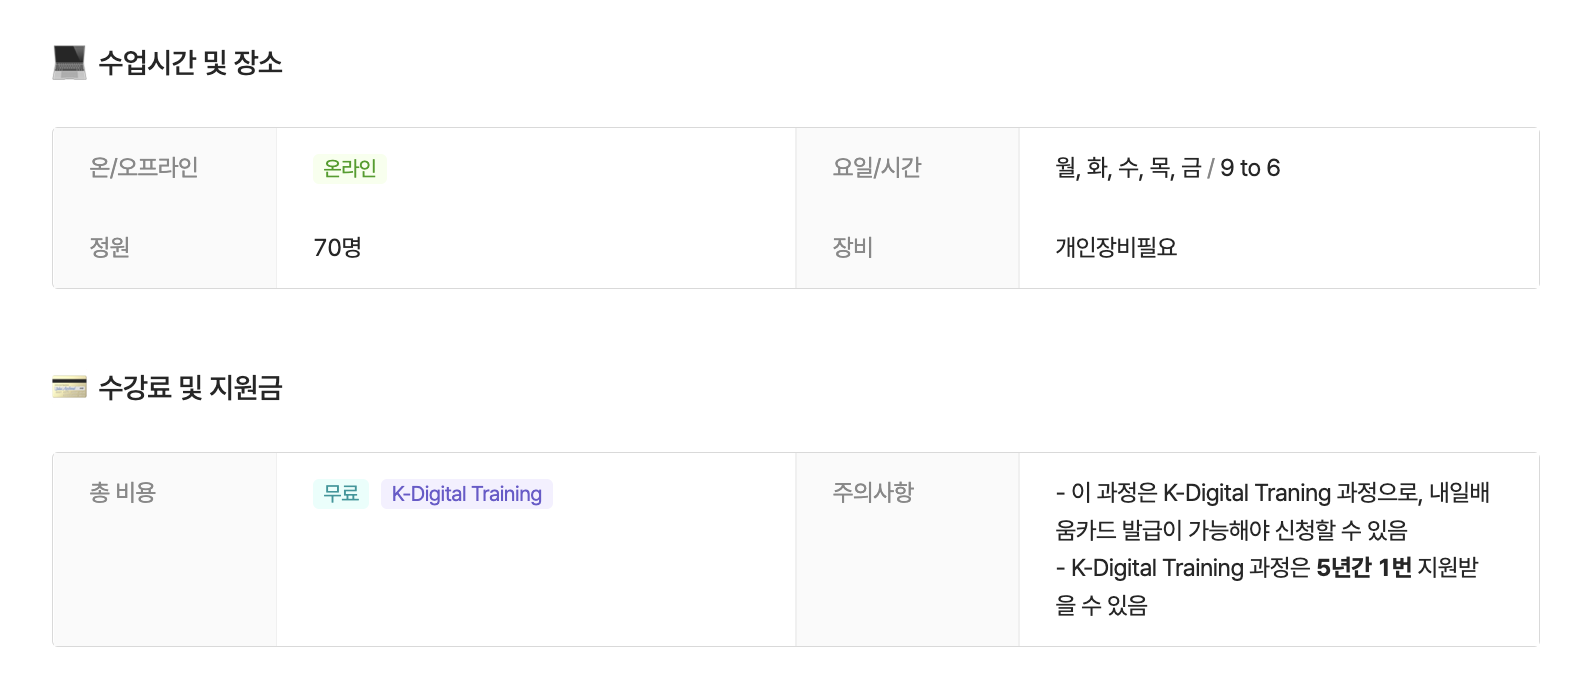 수업시간 및 장소
온/오프라인 온라인 요일/시간 월, 화, 수, 목, 금 / 9 to 6
정원 70명 장비 개인장비필요
수강료 및 지원금
총 비용 무료 K-Digital Training 주의사항 - 이 과정은 K-Digital Traning 과정으로, 내일배
움카드 발급이 가능해야 신청할 수 있음
- K-Digital Training 과정은 5년간 1번 지원받
을 수 있음